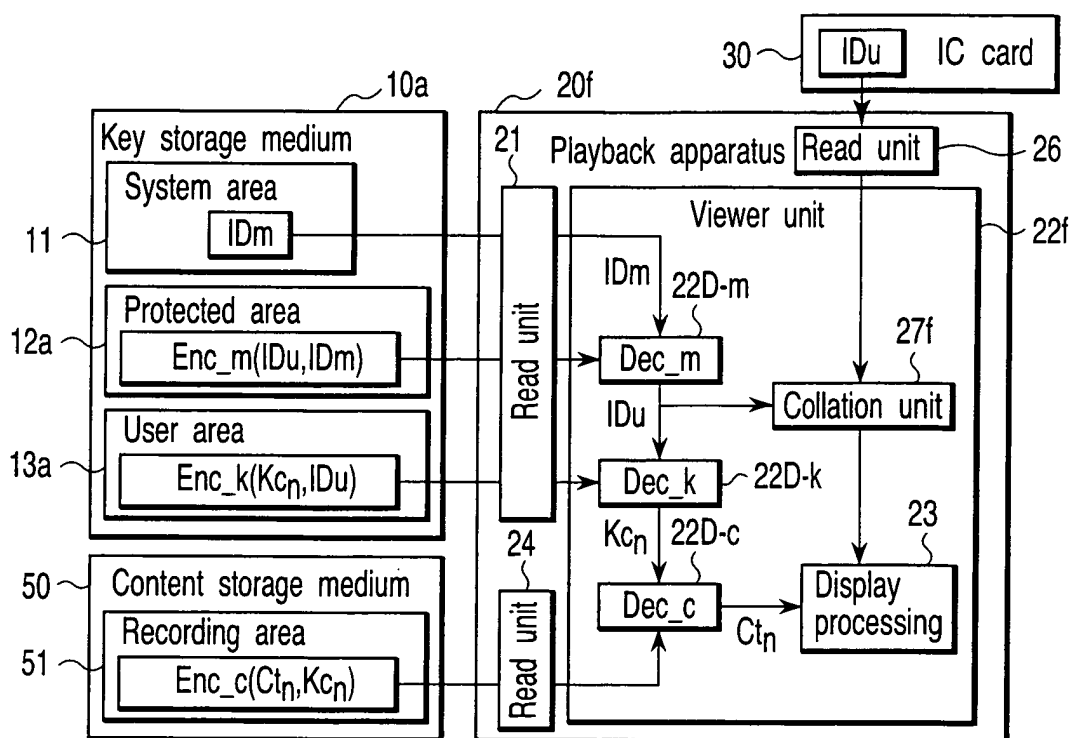 30
IDu
IC card
10a
20f
Key storage medium
21
Playback apparatus
Read unit
26
System area
Viewer unit
11
IDm
22f
IDm
22D-m
Protected area
12a
Enc_m(IDu,IDm)
Read unit
Dec_m
27f
IDu
Collation unit
User area
13a
Enc_k(Kcn,IDu)
Dec_k
22D-k
Kcn
22D-c
24
23
50
Content storage medium
Dec_c
Display
processing
Ctn
Recording area
Read unit
51
Enc_c(Ctn,Kcn)